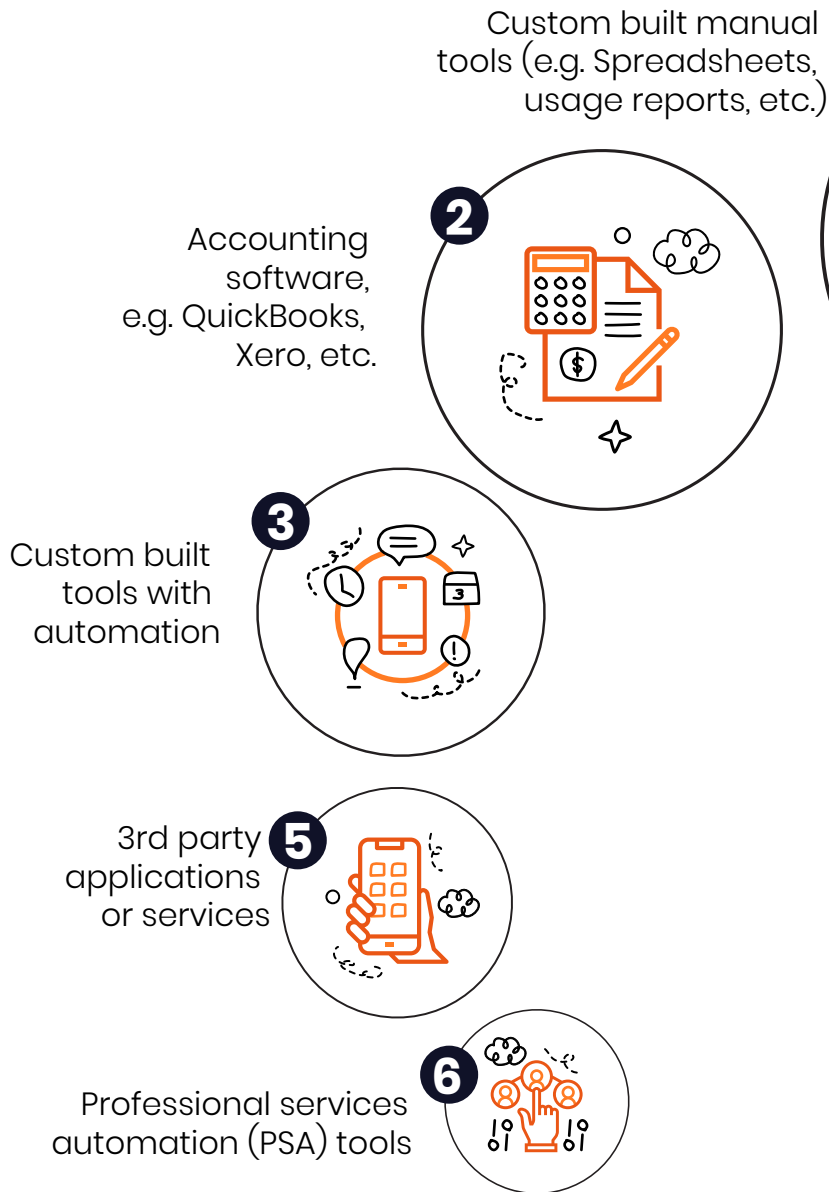 Custom built manual
tools (e.g. Spreadsheets,
usage reports, etc.)
2
Accounting
software,
e.g. QuickBooks,
Xero, etc.
$
3
Custom built
tools with
automation
3
!
5
3rd party
applications
or services
6
Professional services
automation (PSA) tools